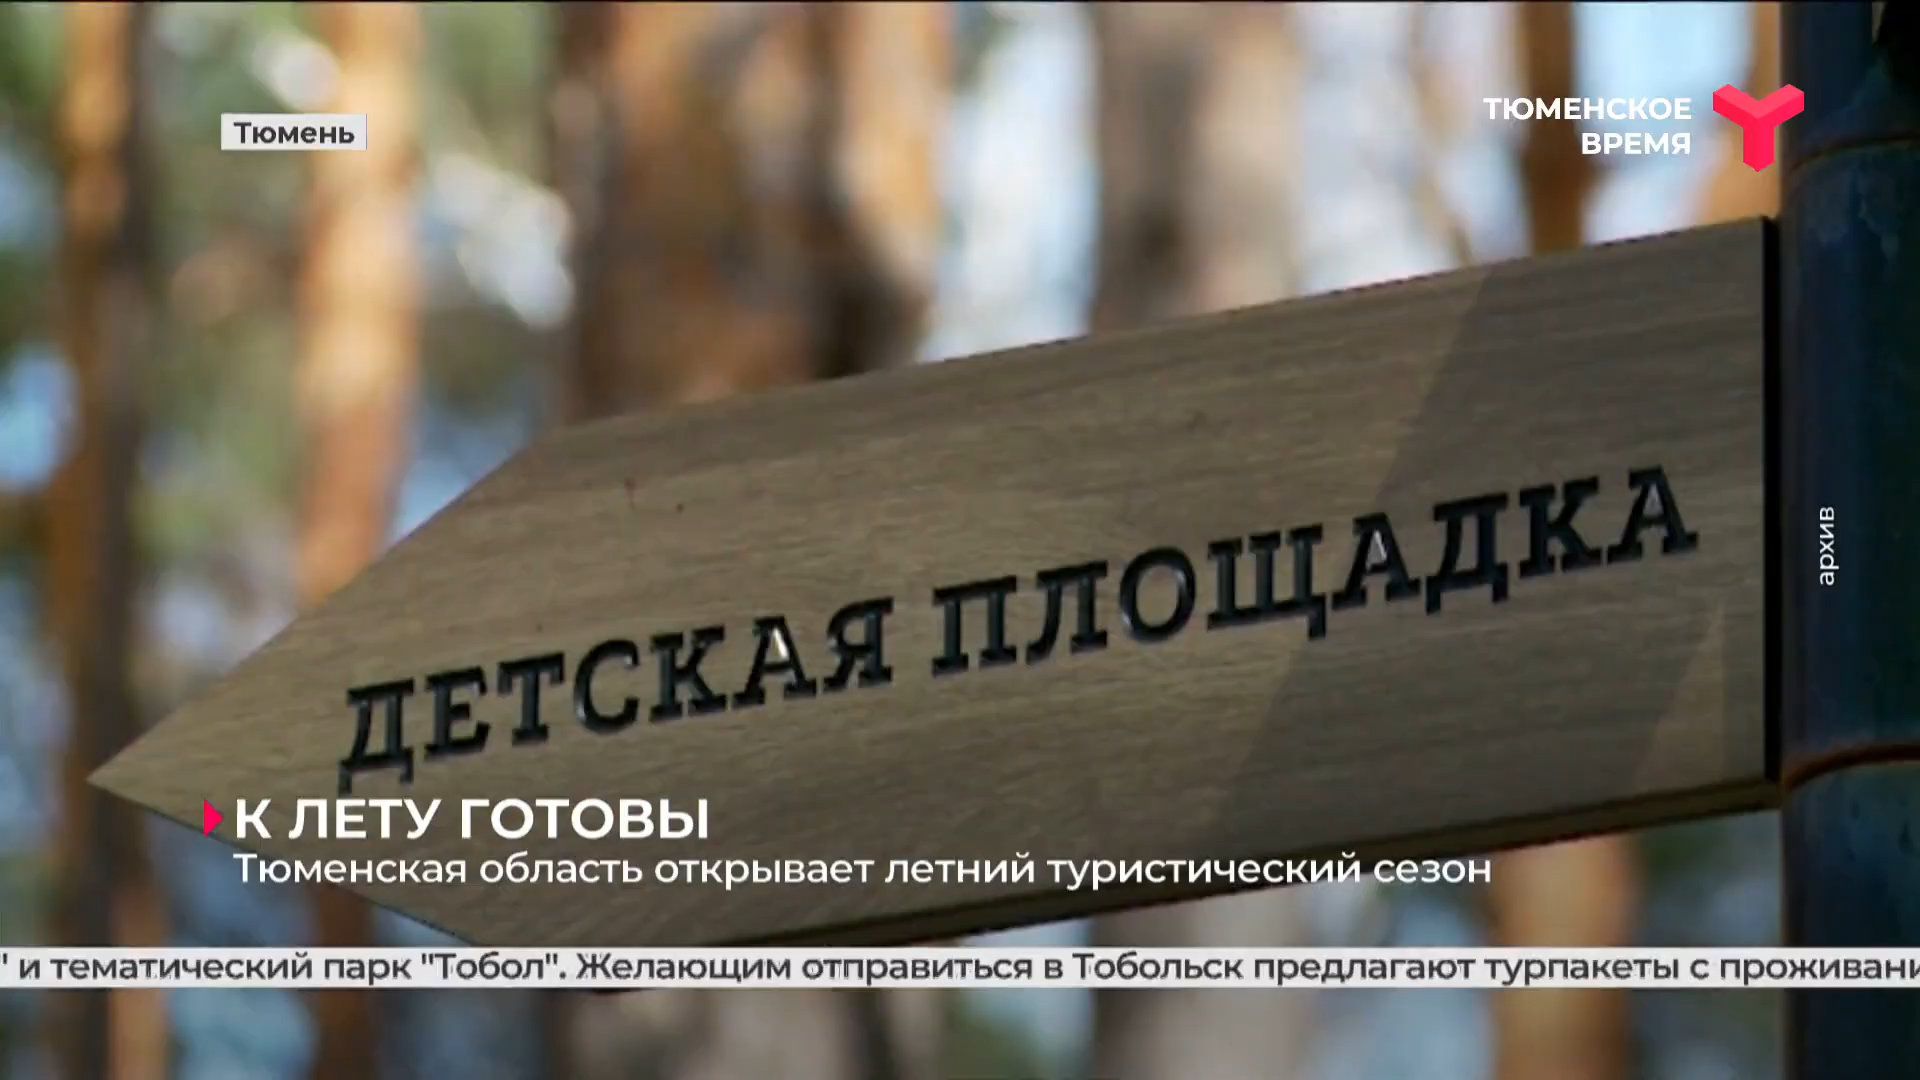 Тюмень
ТЮМЕНСКОЕ
ВРЕМЯ
архив
ДЕТСКАЯ ПЛОЩАДКА
К ЛЕТУ ГОТОВЫ
Тюменская область открывает летний туристический сезон
" и тематический парк "Тобол". Желающим отправиться в Тобольск предлагают турпакеты с